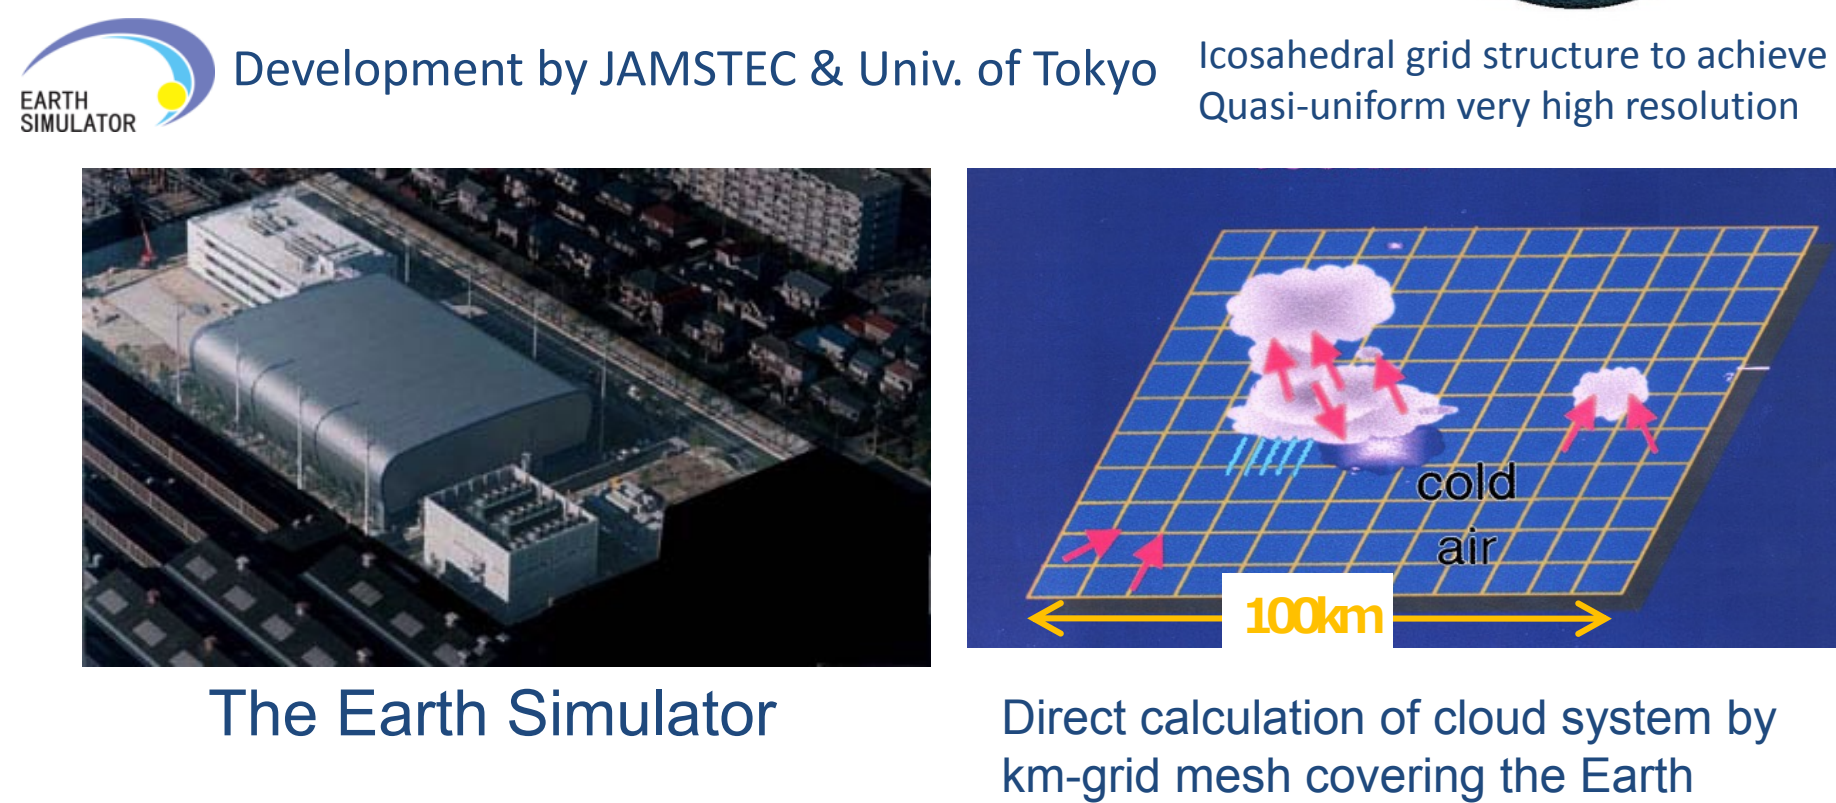 EARTH
SIMULATOR
Development by JAMSTEC & Univ. of Tokyo
Icosahedral grid structure to achieve
Quasi-uniform very high resolution
cold
air
100km
The Earth Simulator
Direct calculation of cloud system by
km-grid mesh covering the Earth